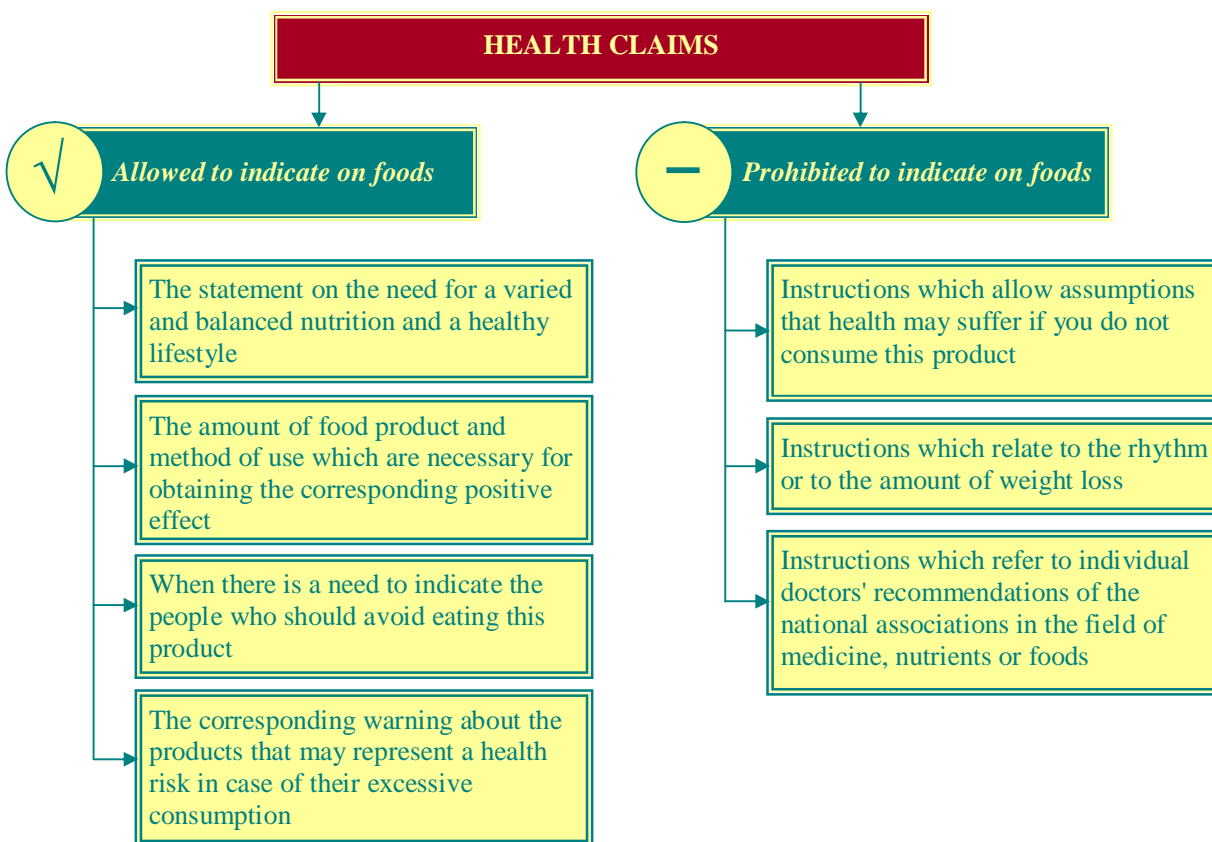 HEALTH CLAIMS
√
Allowed to indicate on foods
The statement on the need for a varied
and balanced nutrition and a healthy
lifestyle
The amount of food product and
method of use which are necessary for
obtaining the corresponding positive
effect
When there is a need to indicate the
people who should avoid eating this
product
The corresponding warning about the
products that may represent a health
risk in case of their excessive
consumption
–
Prohibited to indicate on foods
Instructions which allow assumptions
that health may suffer if you do not
consume this product
Instructions which relate to the rhythm
or to the amount of weight loss
Instructions which refer to individual
doctors' recommendations of the
national associations in the field of
medicine, nutrients or foods